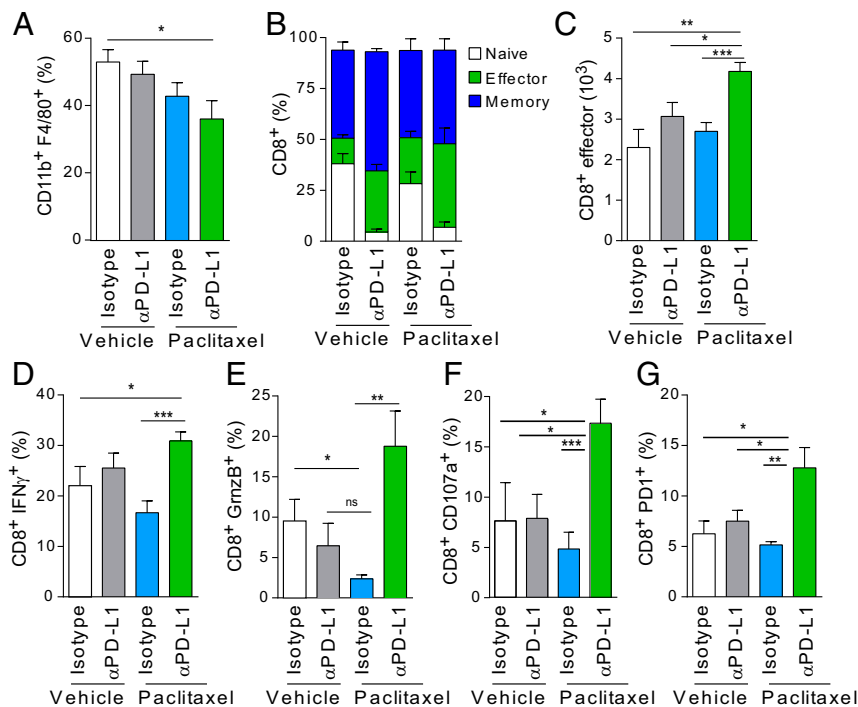 A
CD11b+ F4/80+ (%)
60
40
20
0
*
Isotype
αPD-L1
Isotype
αPD-L1
Vehicle Paclitaxel
B
CD8+ (%)
100
75
50
25
0
Naive
Effector
Memory
Isotype
αPD-L1
Isotype
αPD-L1
Vehicle Paclitaxel
C
CD8+ effector (10³)
5
4
3
2
1
0
**
*
***
Isotype
αPD-L1
Isotype
αPD-L1
Vehicle Paclitaxel
D
CD8+ IFNγ+ (%)
40
30
20
10
0
*
***
Isotype
αPD-L1
Isotype
αPD-L1
Vehicle Paclitaxel
E
CD8+ GrnzB+ (%)
25
20
15
10
5
0
**
*
ns
Isotype
αPD-L1
Isotype
αPD-L1
Vehicle Paclitaxel
F
CD8+ CD107a+ (%)
20
15
10
5
0
*
*
***
Isotype
αPD-L1
Isotype
αPD-L1
Vehicle Paclitaxel
G
CD8+ PD1+ (%)
20
15
10
5
0
*
*
**
Isotype
αPD-L1
Isotype
αPD-L1
Vehicle Paclitaxel